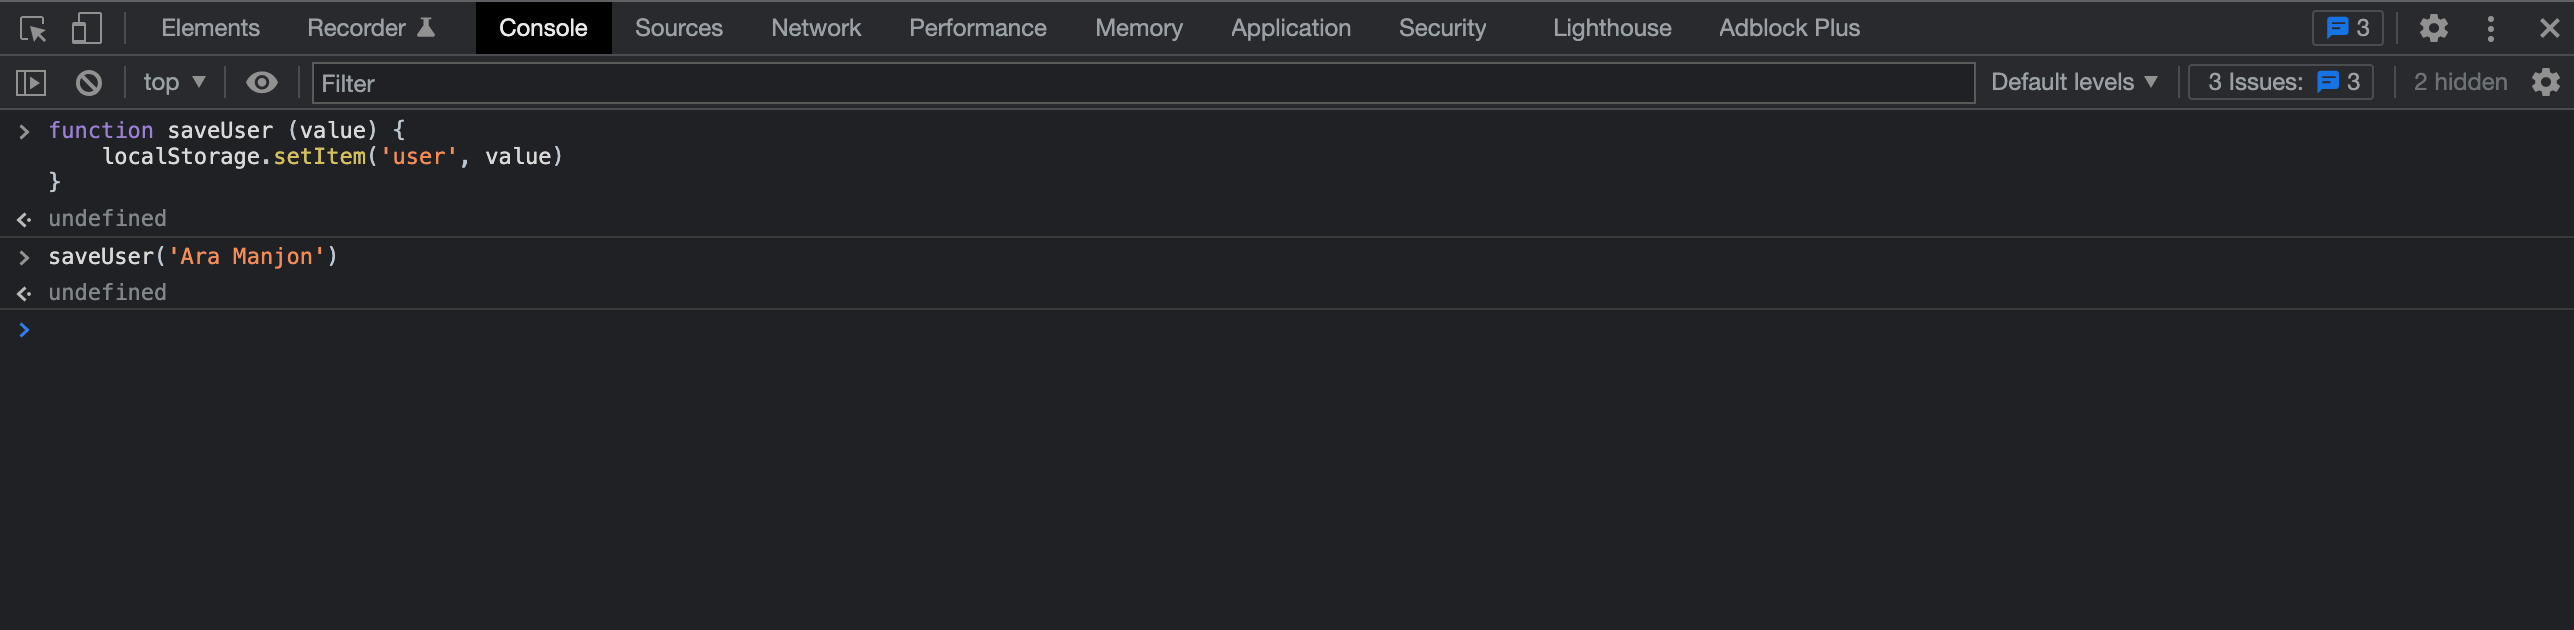 Elements Recorder Console Sources Network Performance Memory Application Security Lighthouse Adblock Plus 3
top Filter Default levels 3 Issues: 3 2 hidden
function saveUser (value) {
    localStorage.setItem('user', value)
}
undefined
saveUser('Ara Manjon')
undefined